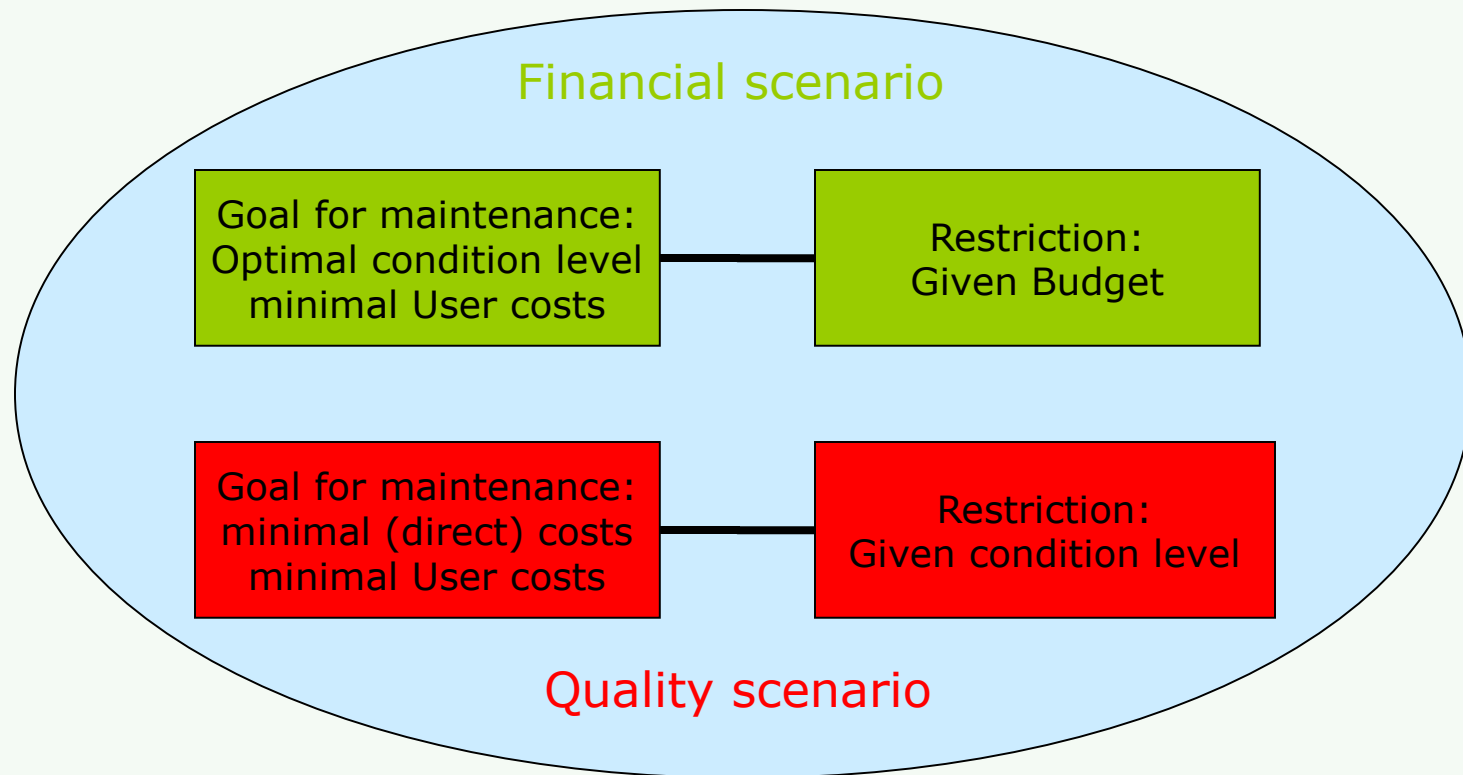 Financial scenario
Goal for maintenance:
Optimal condition level
minimal User costs
Restriction:
Given Budget
Goal for maintenance:
minimal (direct) costs
minimal User costs
Restriction:
Given condition level
Quality scenario